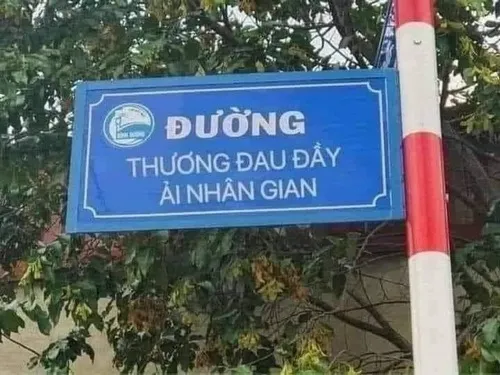 ĐƯỜNG
THƯƠNG ĐAU ĐẦY
ẢI NHÂN GIAN